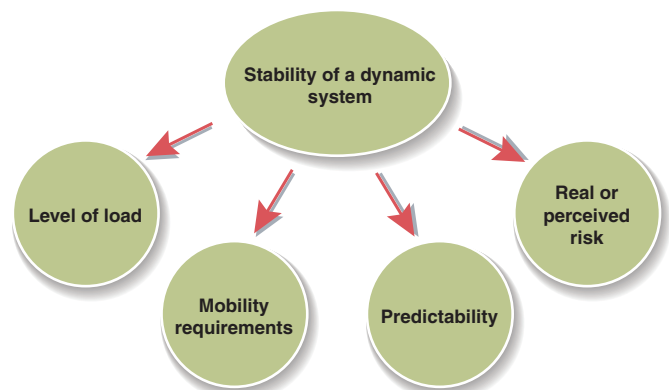 Stability of a dynamic
system
Level of load
Mobility
requirements
Predictability
Real or
perceived
risk